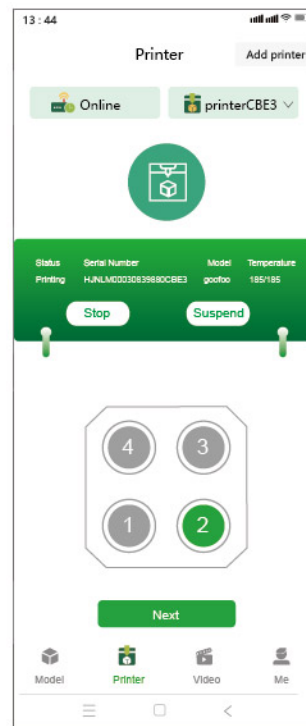 13 : 44
Printer
Add printer
Online
printerCBE3
Status Serial Number Model Temperature
Printing HJNLM00030839880CBE3 goofoo 185/185
Stop Suspend
4 3
1 2
Next
Model Printer Video Me